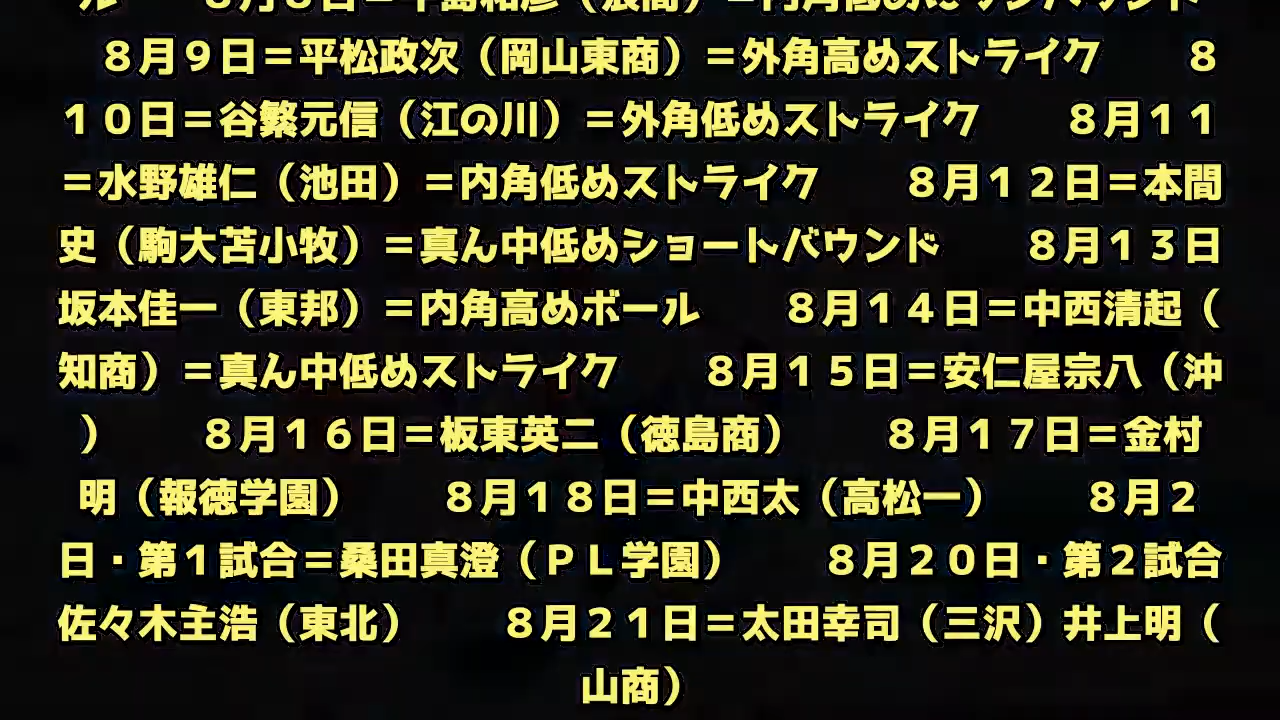 ８月９日＝平松政次（岡山東商）＝外角高めストライク　　８
１０日＝谷繁元信（江の川）＝外角低めストライク　　８月１１
＝水野雄仁（池田）＝内角低めストライク　　８月１２日＝本間
史（駒大苫小牧）＝真ん中低めショートバウンド　　８月１３日
坂本佳一（東邦）＝内角高めボール　　８月１４日＝中西清起（
知商）＝真ん中低めストライク　　８月１５日＝安仁屋宗八（沖
）　　８月１６日＝板東英二（徳島商）　　８月１７日＝金村
明（報徳学園）　　８月１８日＝中西太（高松一）　　８月２
日・第１試合＝桑田真澄（ＰＬ学園）　　８月２０日・第２試合
佐々木主浩（東北）　　８月２１日＝太田幸司（三沢）井上明（
山商）